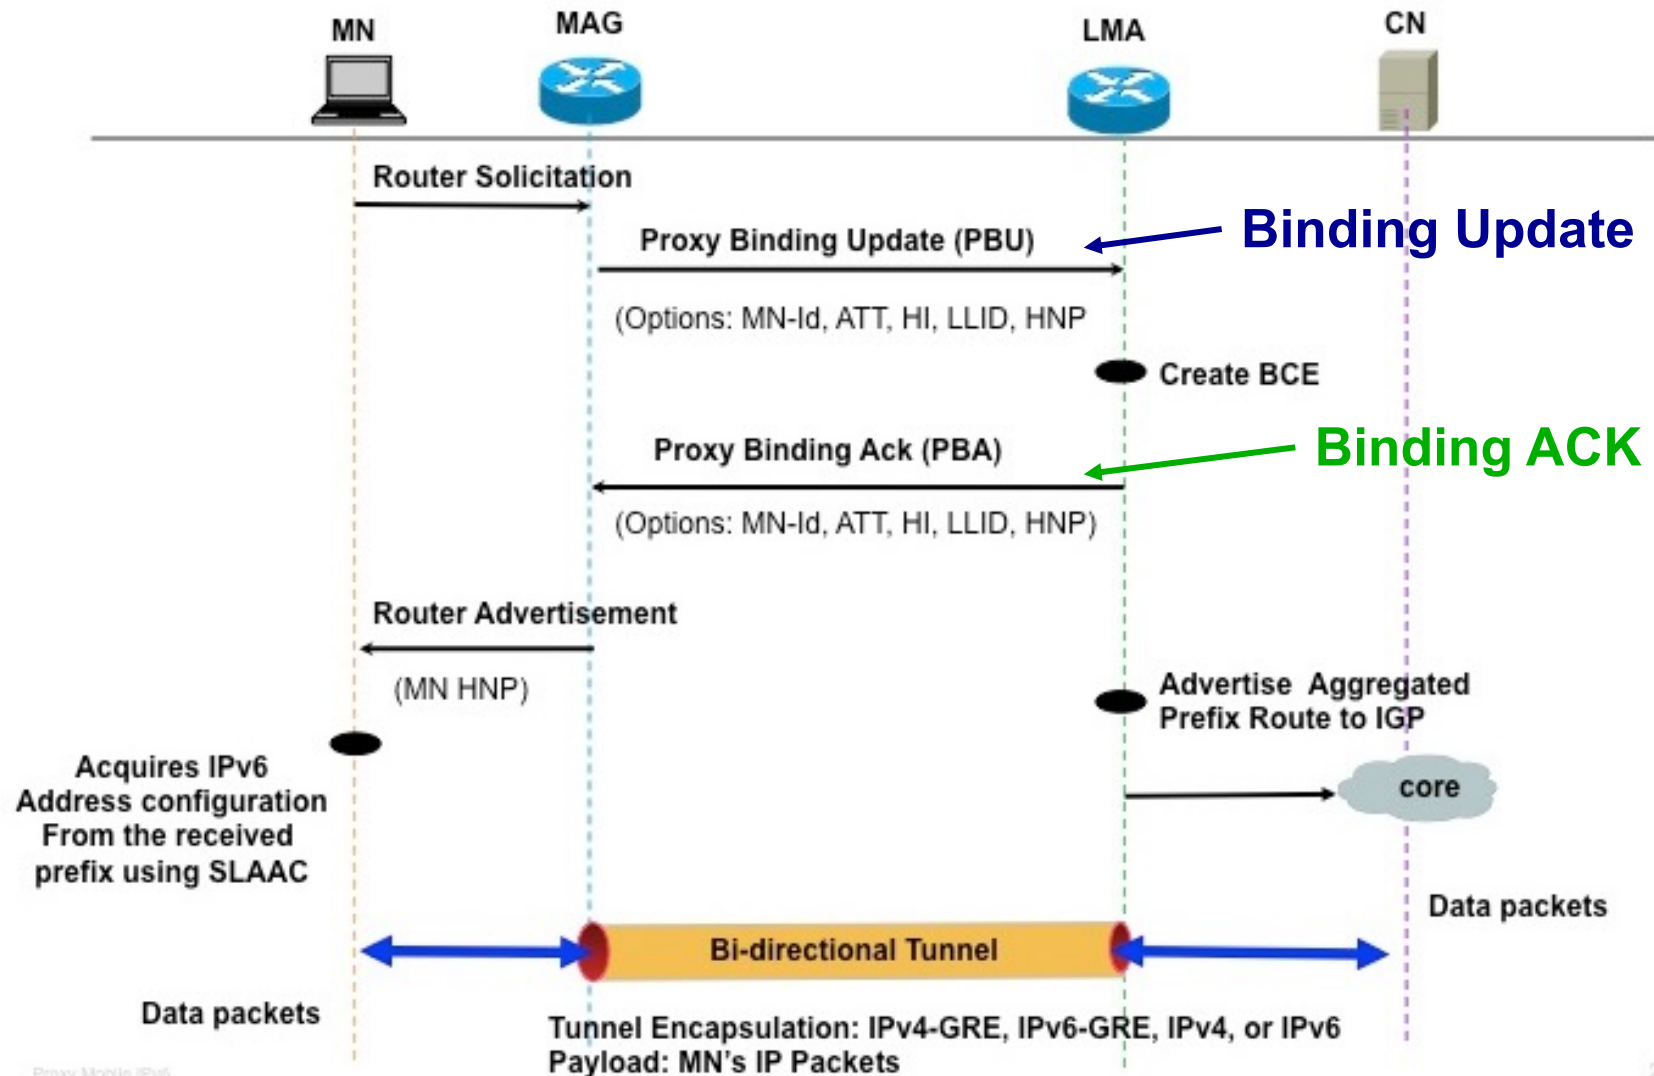 MN
MAG
LMA
CN
Router Solicitation
Proxy Binding Update (PBU)
Binding Update
(Options: MN-Id, ATT, HI, LLID, HNP
Create BCE
Proxy Binding Ack (PBA)
Binding ACK
(Options: MN-Id, ATT, HI, LLID, HNP)
Router Advertisement
(MN HNP)
Advertise Aggregated
Prefix Route to IGP
Acquires IPv6
Address configuration
From the received
prefix using SLAAC
core
Data packets
Bi-directional Tunnel
Data packets
Tunnel Encapsulation: IPv4-GRE, IPv6-GRE, IPv4, or IPv6
Payload: MN's IP Packets
Proxy Mobile IPv6